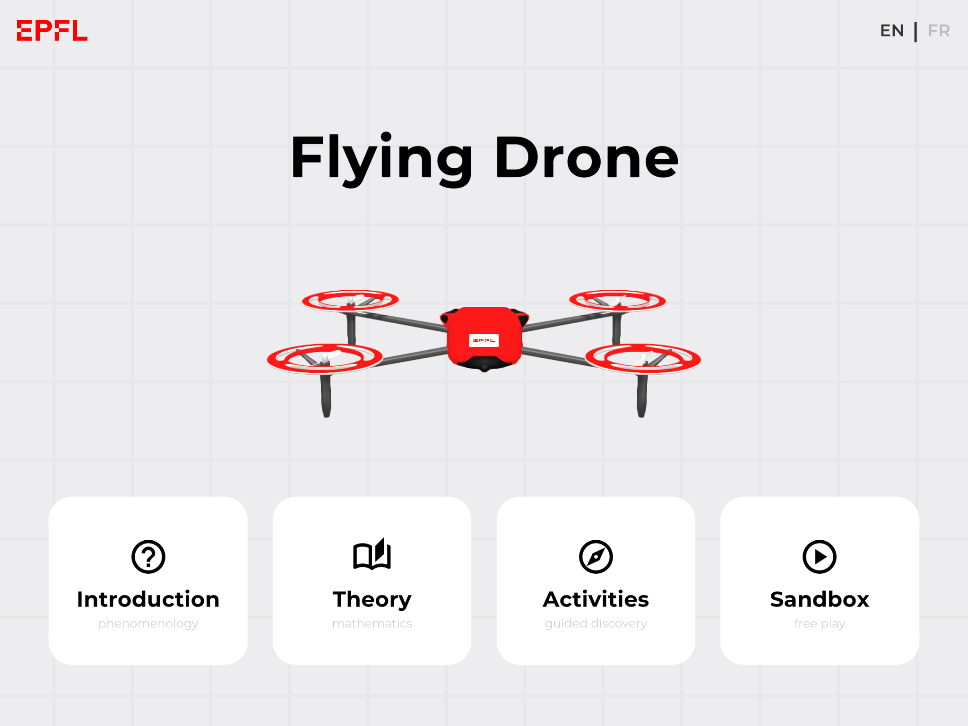 EPFL
EN | FR
Flying Drone
EPFL
Introduction
phenomenology
Theory
mathematics
Activities
guided discovery
Sandbox
free play